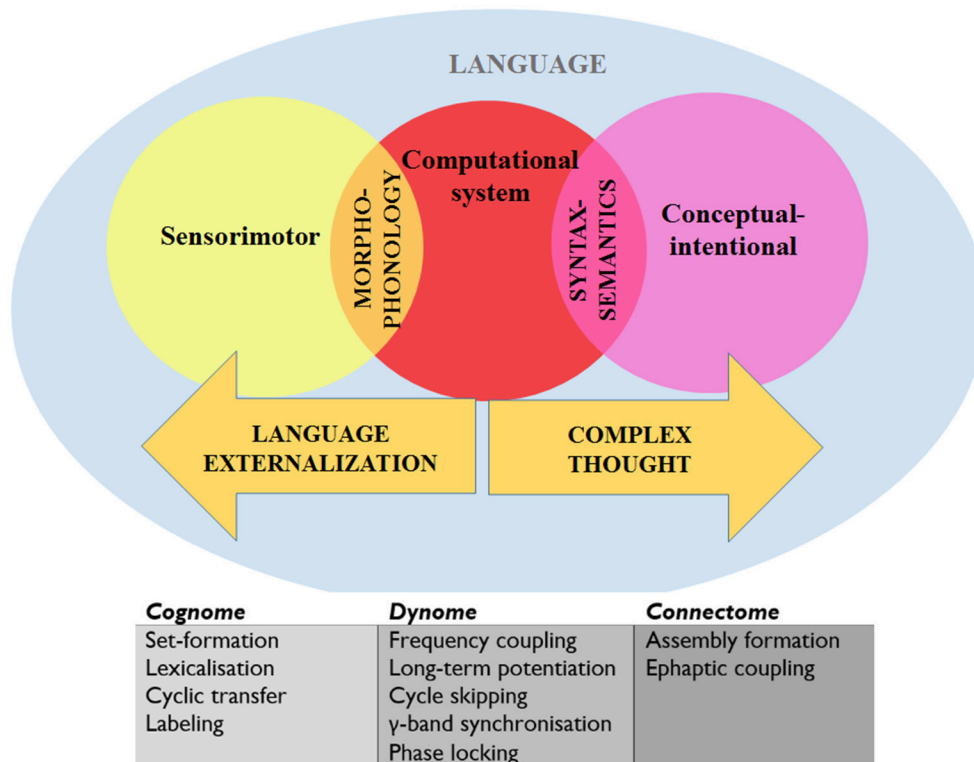 LANGUAGE
Sensorimotor
MORPHO-
PHONOLOGY
Computational
system
SYNTAX-
SEMANTICS
Conceptual-
intentional
LANGUAGE
EXTERNALIZATION
COMPLEX
THOUGHT
Cognome Dynome Connectome
Set-formation Frequency coupling Assembly formation
Lexicalisation Long-term potentiation Ephaptic coupling
Cyclic transfer Cycle skipping
Labeling γ-band synchronisation
Phase locking